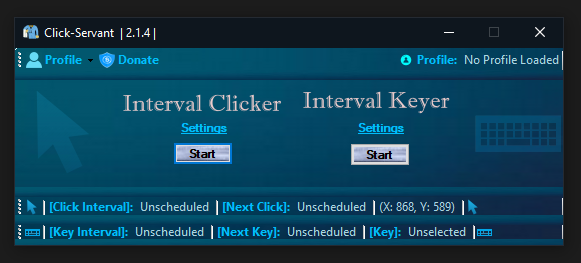 Click-Servant | 2.1.4 |
Profile Donate Profile: No Profile Loaded
Interval Clicker Interval Keyer
Settings Settings
Start Start
[Click Interval]: Unscheduled [Next Click]: Unscheduled (X: 868, Y: 589)
[Key Interval]: Unscheduled [Next Key]: Unscheduled [Key]: Unselected